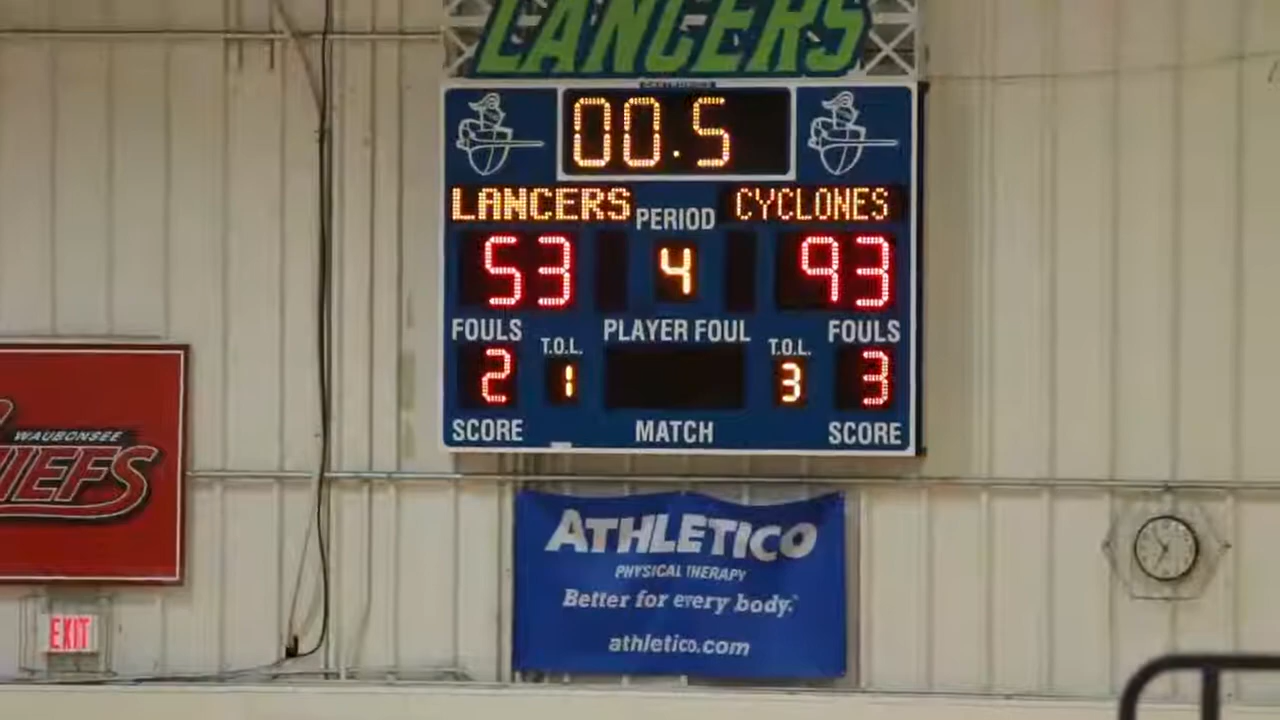 LANCERS
00.5
LANCERS CYCLONES
PERIOD
53 4 93
FOULS PLAYER FOUL FOULS
T.O.L. T.O.L.
2 1 3 3
SCORE MATCH SCORE
WAUBONSEE
ATHLETICO
PHYSICAL THERAPY
Better for every body.
athletico.com
EXIT